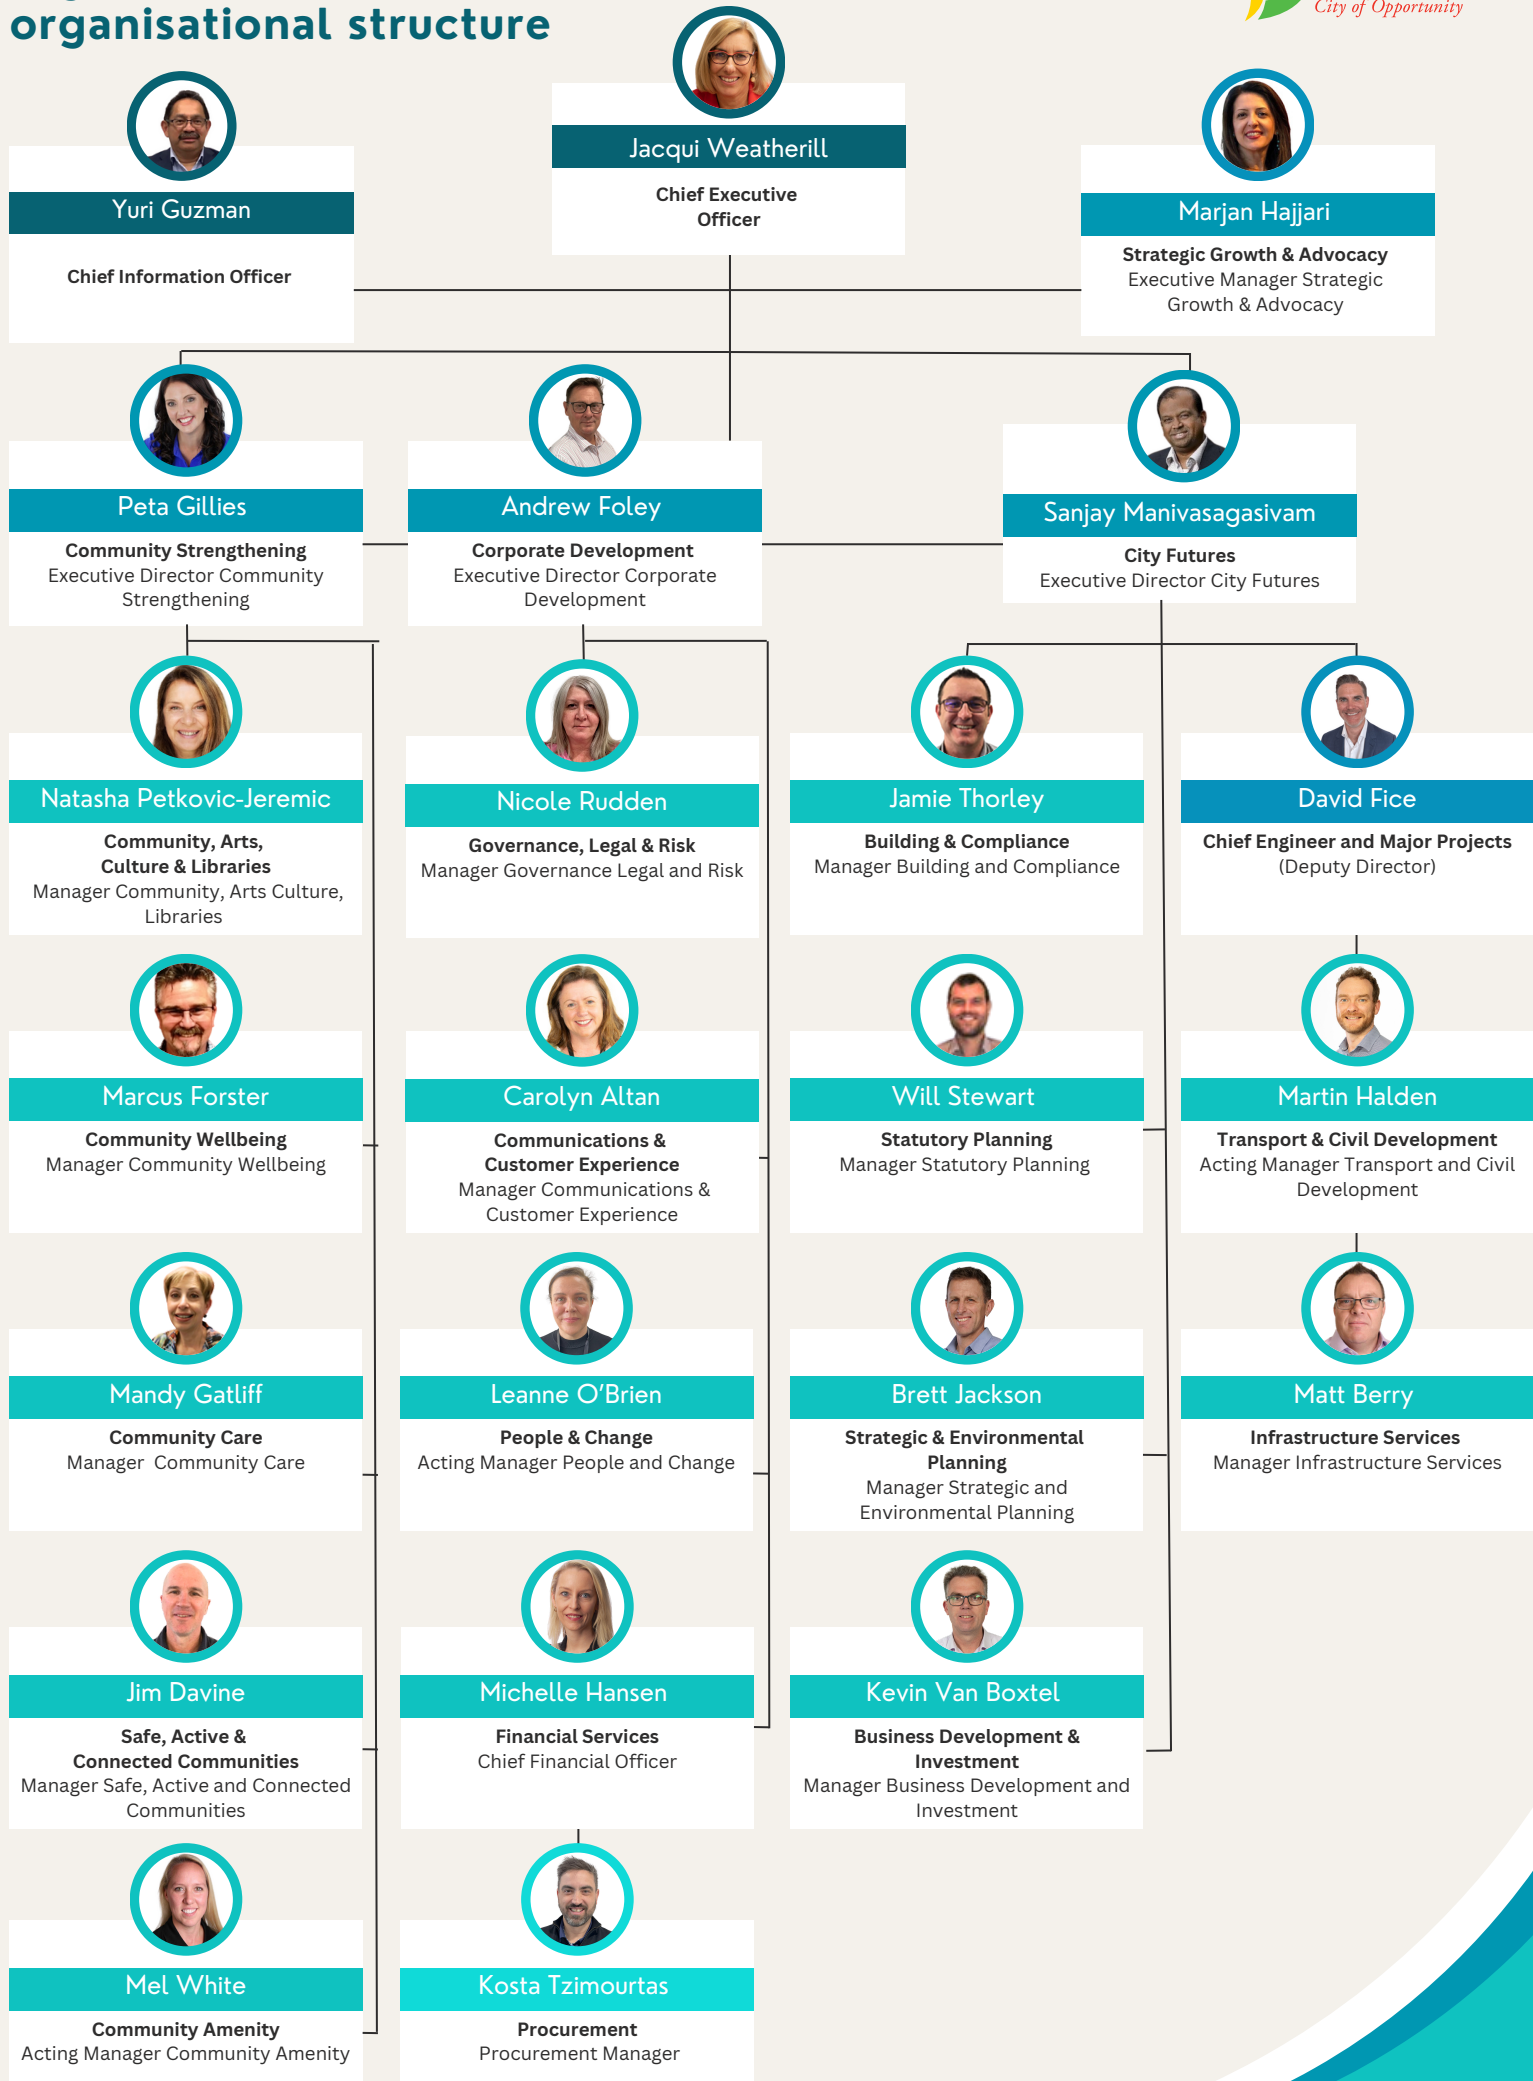 organisational structure
City of Opportunity
Jacqui Weatherill
Chief Executive
Officer
Yuri Guzman
Chief Information Officer
Marjan Hajjari
Strategic Growth & Advocacy
Executive Manager Strategic
Growth & Advocacy
Peta Gillies
Community Strengthening
Executive Director Community
Strengthening
Andrew Foley
Corporate Development
Executive Director Corporate
Development
Sanjay Manivasagasivam
City Futures
Executive Director City Futures
Natasha Petkovic-Jeremic
Community, Arts,
Culture & Libraries
Manager Community, Arts Culture,
Libraries
Nicole Rudden
Governance, Legal & Risk
Manager Governance Legal and Risk
Jamie Thorley
Building & Compliance
Manager Building and Compliance
David Fice
Chief Engineer and Major Projects
(Deputy Director)
Marcus Forster
Community Wellbeing
Manager Community Wellbeing
Carolyn Altan
Communications &
Customer Experience
Manager Communications &
Customer Experience
Will Stewart
Statutory Planning
Manager Statutory Planning
Martin Halden
Transport & Civil Development
Acting Manager Transport and Civil
Development
Mandy Gatliff
Community Care
Manager  Community Care
Leanne O'Brien
People & Change
Acting Manager People and Change
Brett Jackson
Strategic & Environmental
Planning
Manager Strategic and
Environmental Planning
Matt Berry
Infrastructure Services
Manager Infrastructure Services
Jim Davine
Safe, Active &
Connected Communities
Manager Safe, Active and Connected
Communities
Michelle Hansen
Financial Services
Chief Financial Officer
Kevin Van Boxtel
Business Development &
Investment
Manager Business Development and
Investment
Mel White
Community Amenity
Acting Manager Community Amenity
Kosta Tzimourtas
Procurement
Procurement Manager